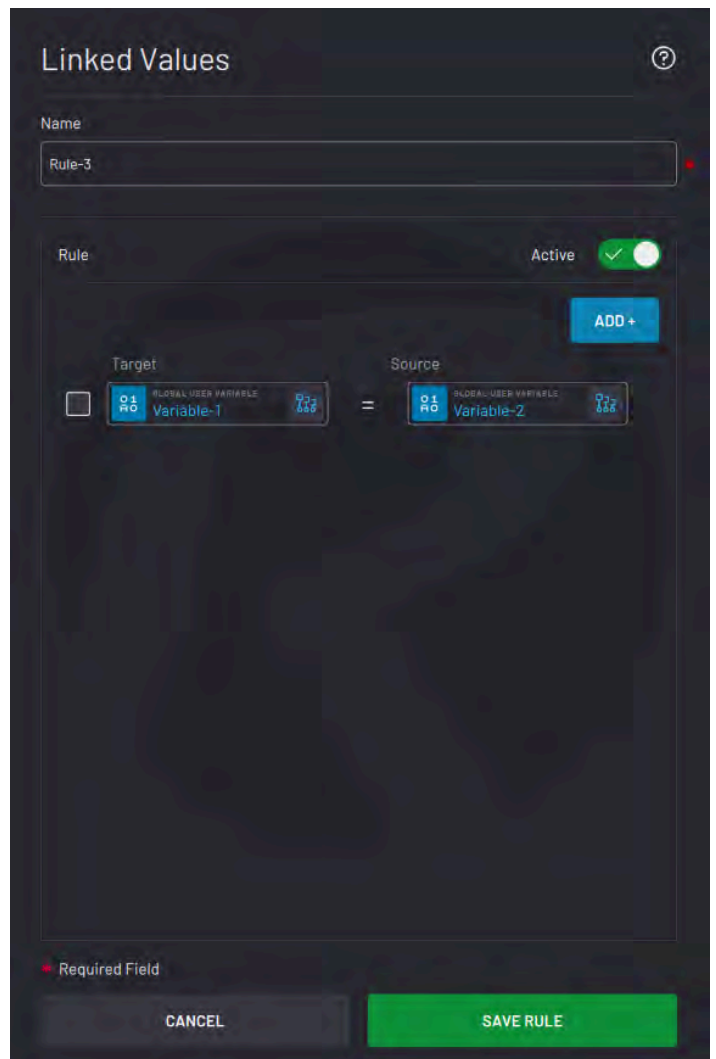 Linked Values
Name
Rule-3
Rule
Active
ADD +
Target
Source
GLOBAL USER VARIABLE
Variable-1
=
GLOBAL USER VARIABLE
Variable-2
* Required Field
CANCEL
SAVE RULE